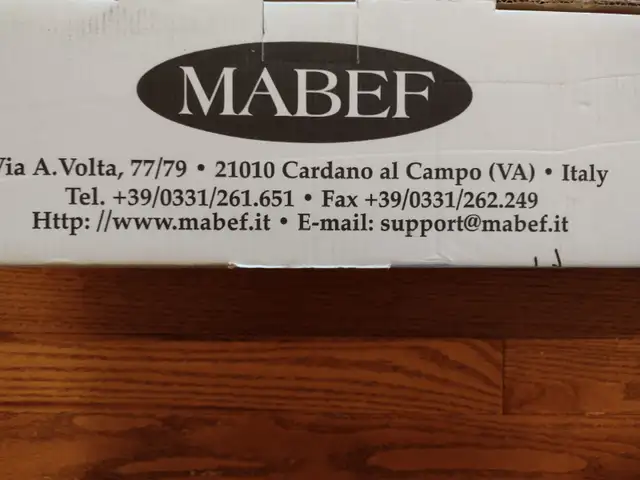 MABEF
Via A.Volta, 77/79 • 21010 Cardano al Campo (VA) • Italy
Tel. +39/0331/261.651 • Fax +39/0331/262.249
Http: //www.mabef.it • E-mail: support@mabef.it